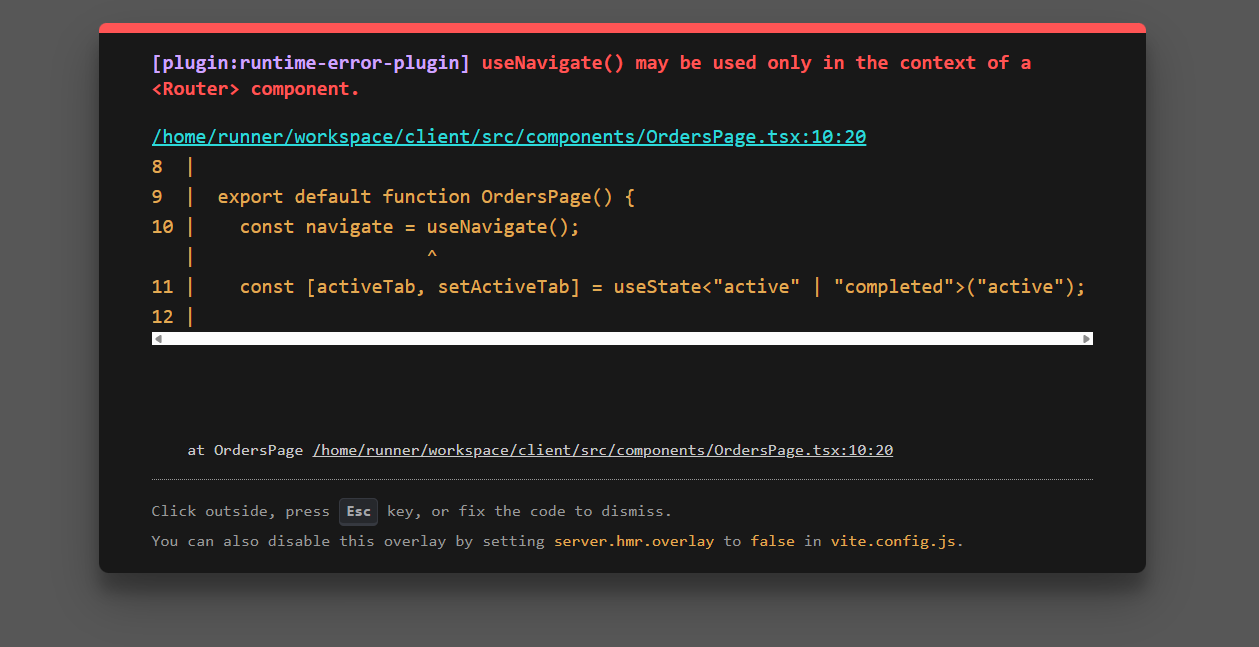 [plugin:runtime-error-plugin] useNavigate() may be used only in the context of a
<Router> component.
/home/runner/workspace/client/src/components/OrdersPage.tsx:10:20
8  |
9  |  export default function OrdersPage() {
10 |    const navigate = useNavigate();
   |                     ^
11 |    const [activeTab, setActiveTab] = useState<"active" | "completed">("active");
12 |
at OrdersPage /home/runner/workspace/client/src/components/OrdersPage.tsx:10:20
Click outside, press Esc key, or fix the code to dismiss.
You can also disable this overlay by setting server.hmr.overlay to false in vite.config.js.